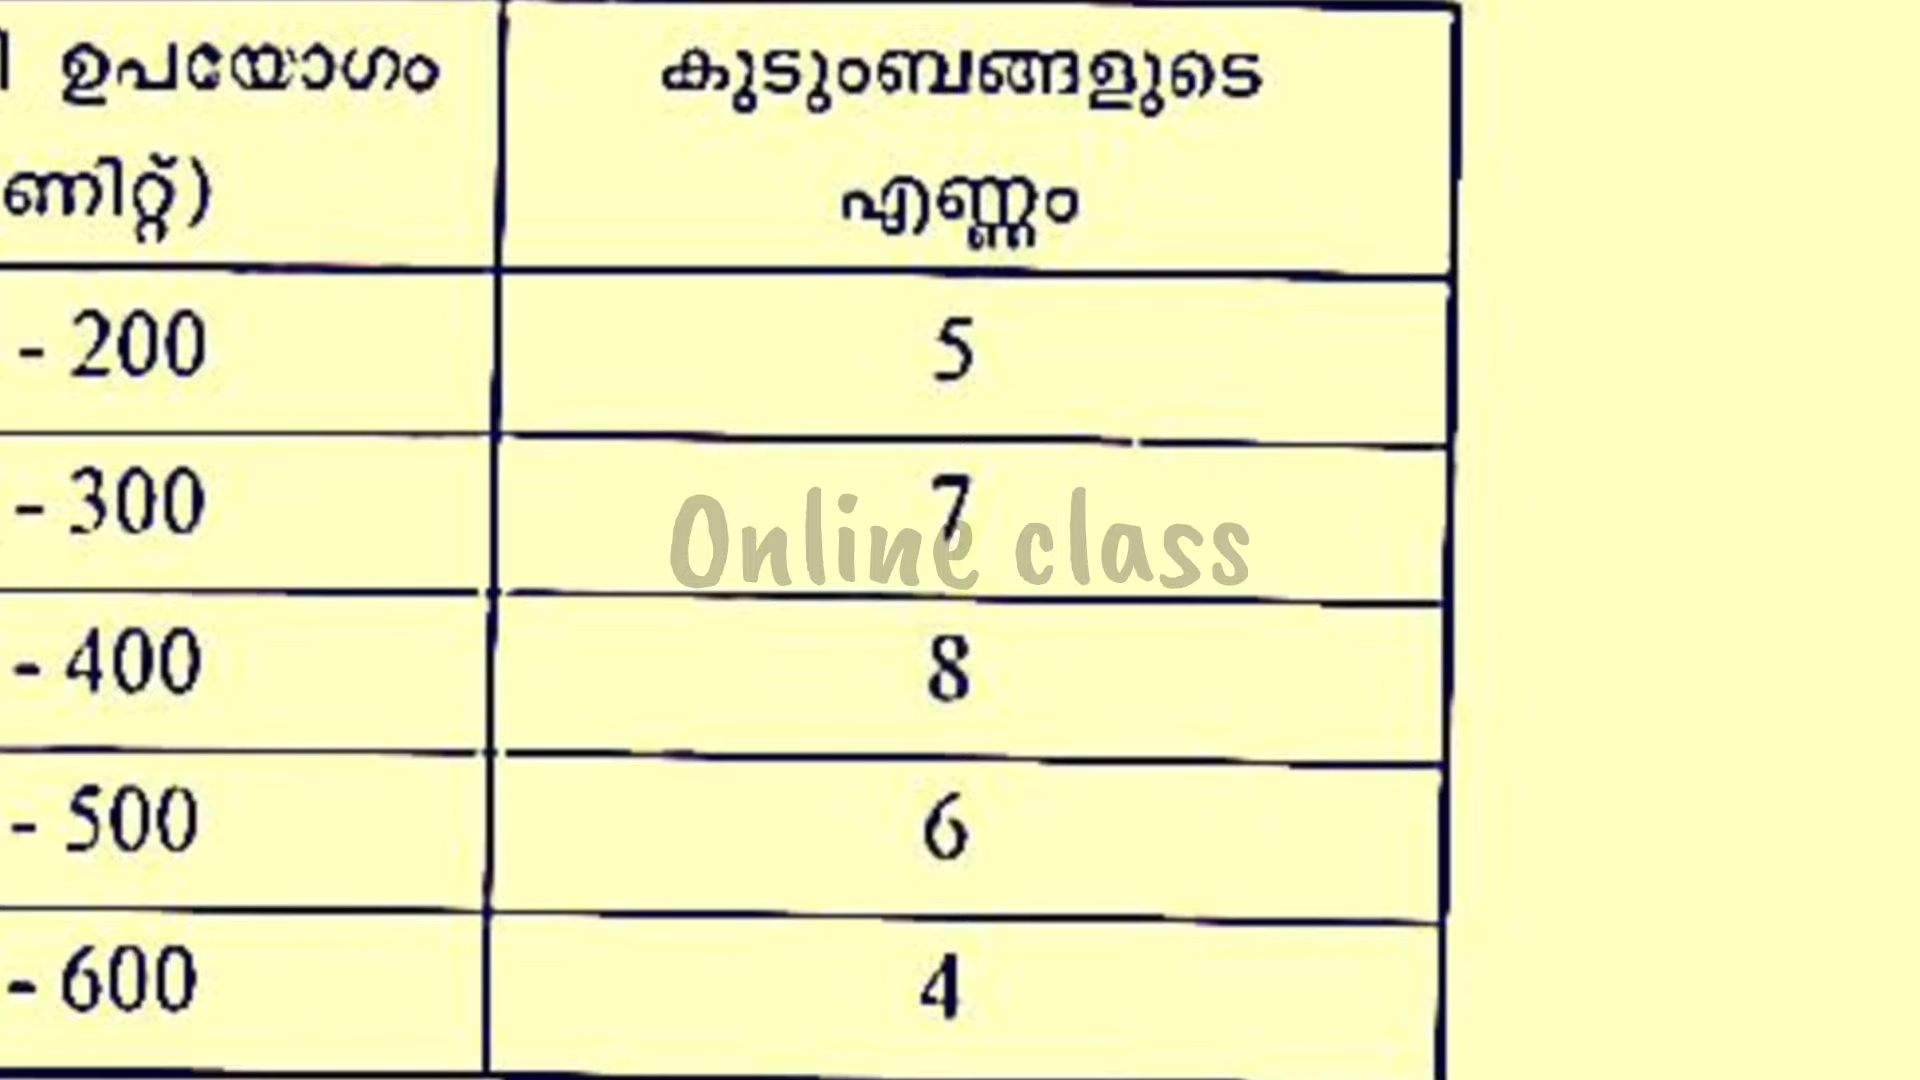 ഉപയോഗം കുടുംബങ്ങളുടെ
ണിറ്റ്) എണ്ണം
- 200 5
- 300 7
Online class
- 400 8
- 500 6
- 600 4